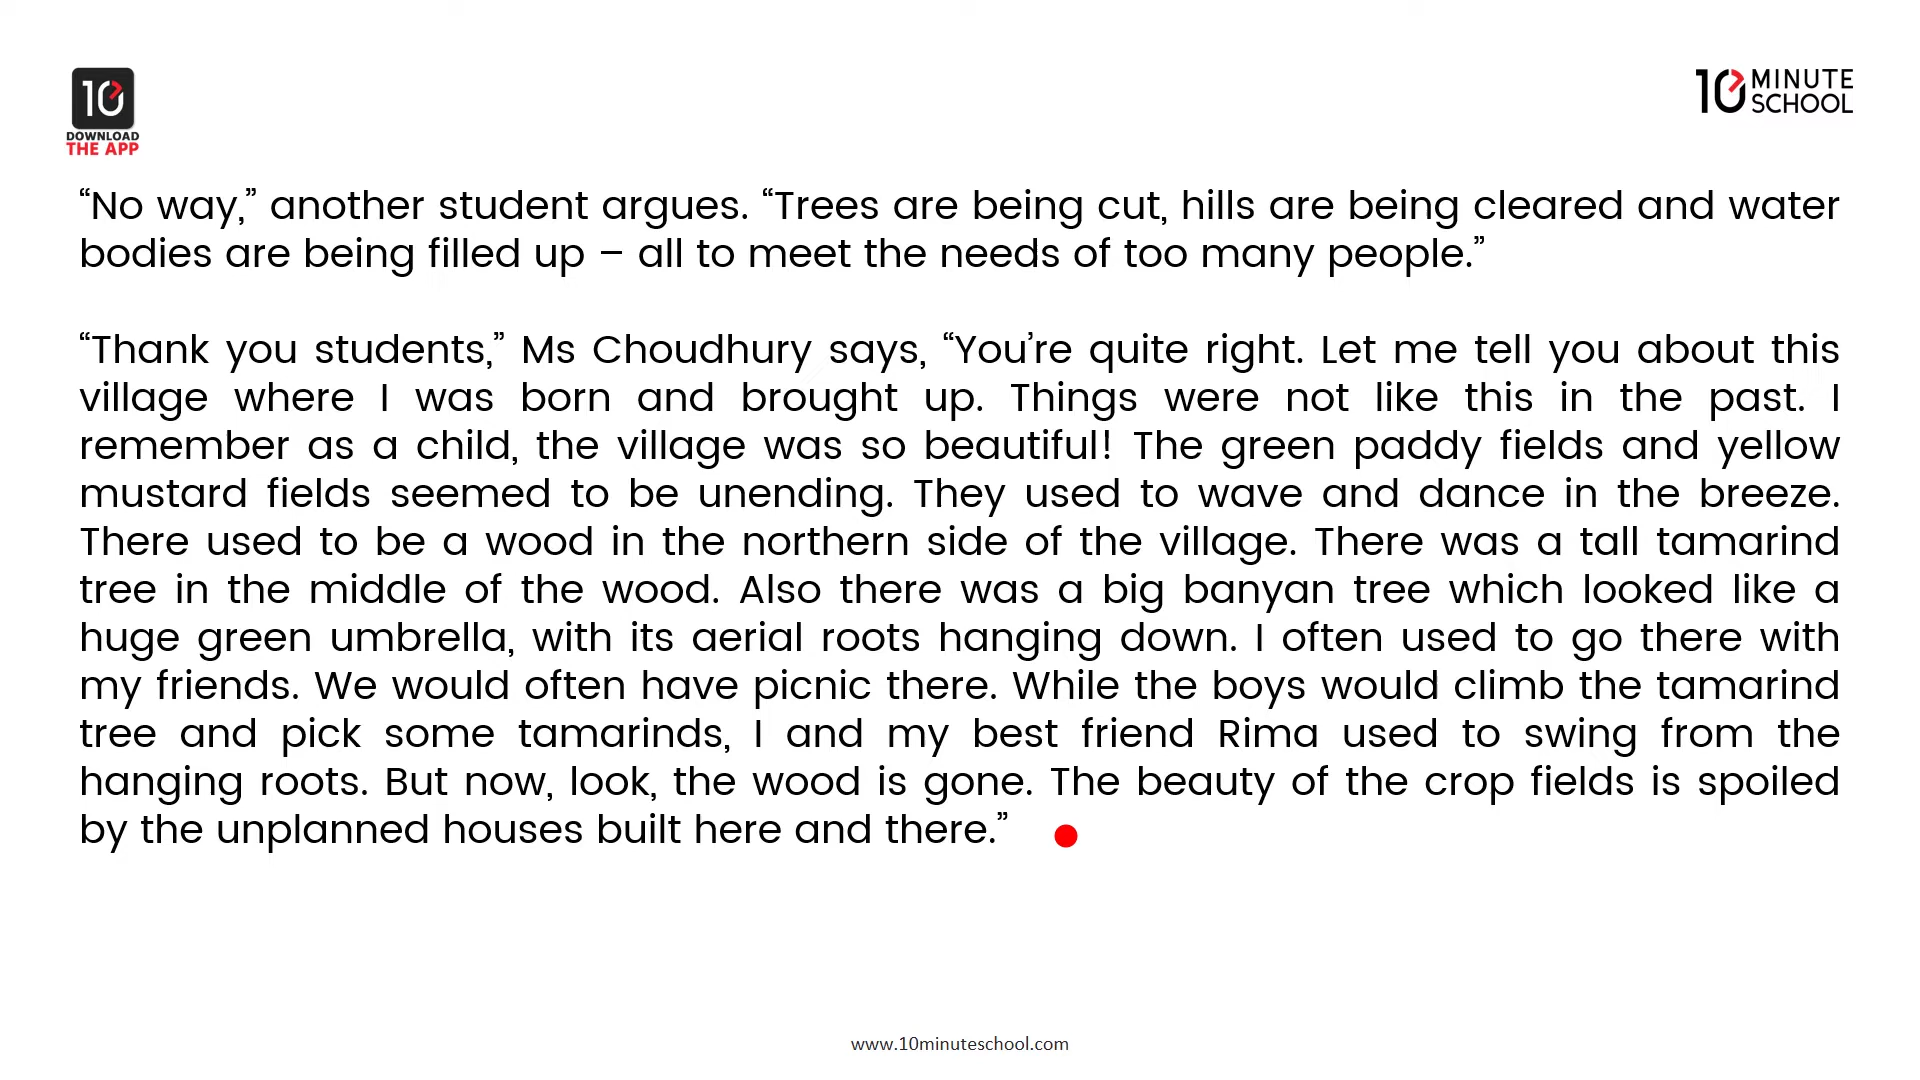 10
DOWNLOAD
THE APP
10 MINUTE
SCHOOL
“No way,” another student argues. “Trees are being cut, hills are being cleared and water
bodies are being filled up – all to meet the needs of too many people.”
“Thank you students,” Ms Choudhury says, “You’re quite right. Let me tell you about this
village where I was born and brought up. Things were not like this in the past. I
remember as a child, the village was so beautiful! The green paddy fields and yellow
mustard fields seemed to be unending. They used to wave and dance in the breeze.
There used to be a wood in the northern side of the village. There was a tall tamarind
tree in the middle of the wood. Also there was a big banyan tree which looked like a
huge green umbrella, with its aerial roots hanging down. I often used to go there with
my friends. We would often have picnic there. While the boys would climb the tamarind
tree and pick some tamarinds, I and my best friend Rima used to swing from the
hanging roots. But now, look, the wood is gone. The beauty of the crop fields is spoiled
by the unplanned houses built here and there.”
www.10minuteschool.com